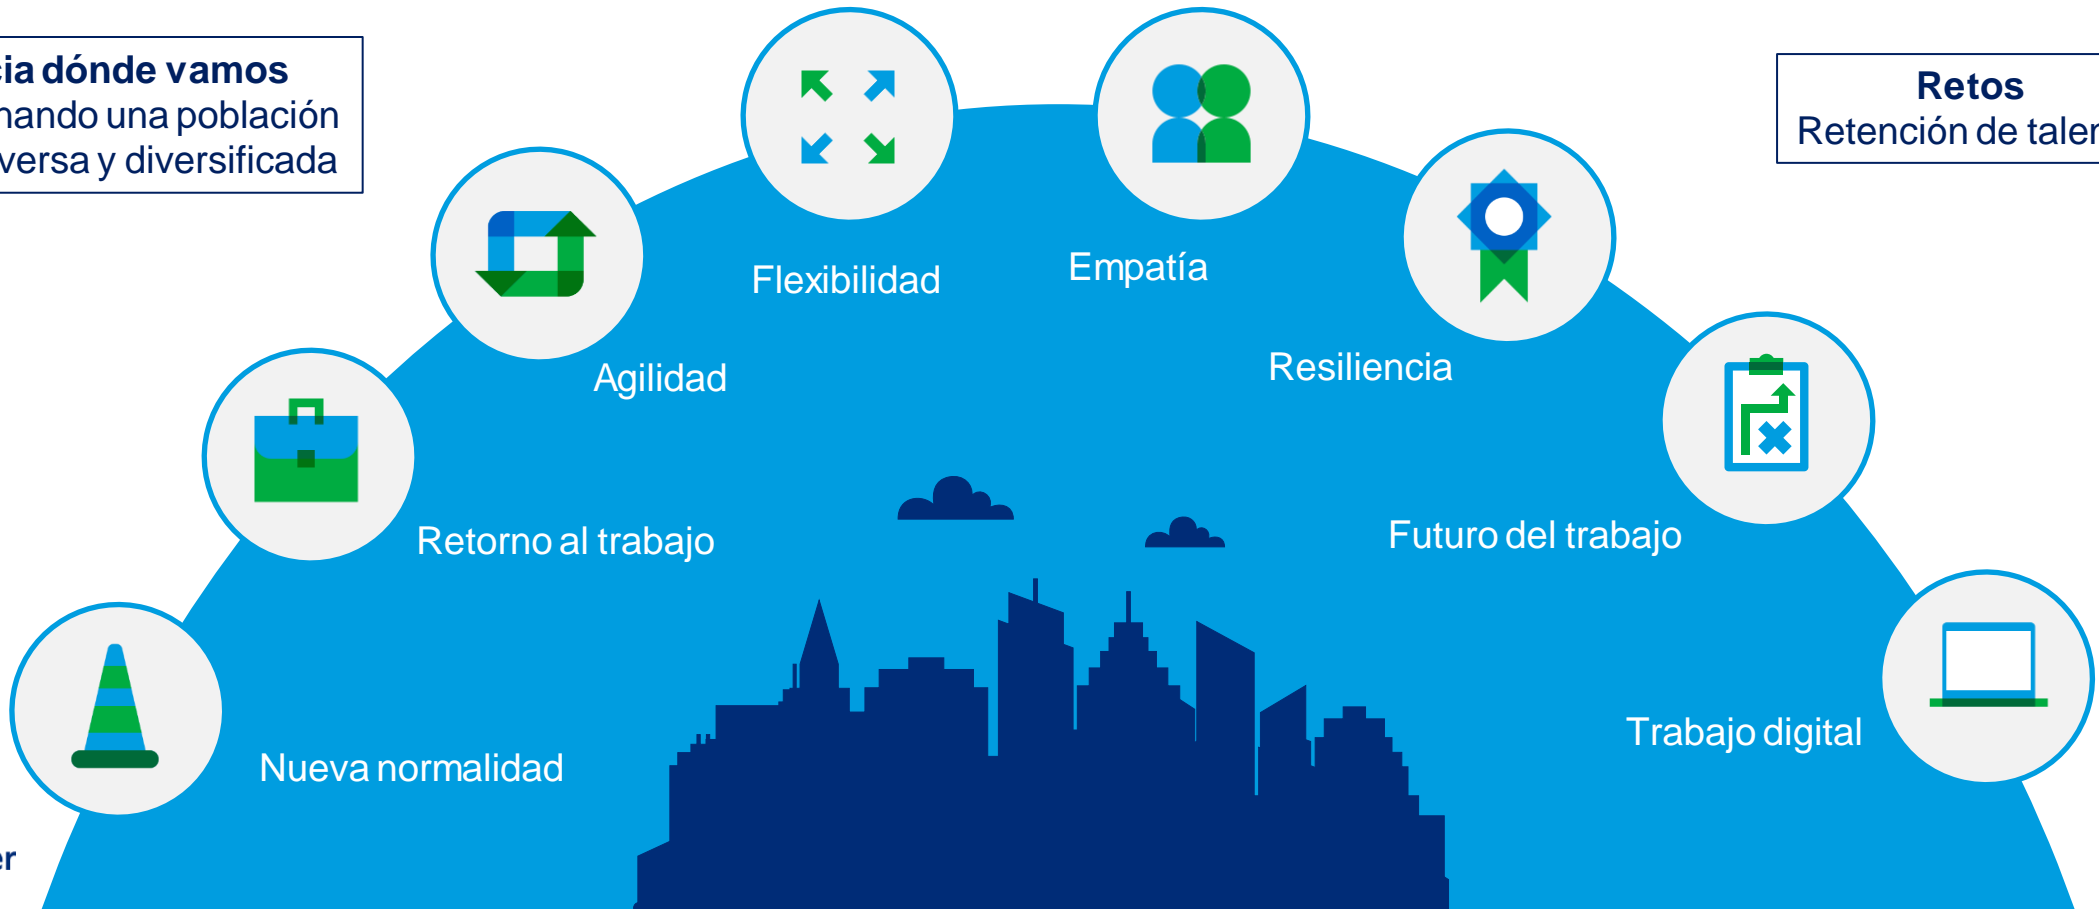 cia dónde vamos
nando una población
versa y diversificada
Retos
Retención de talen
Flexibilidad
Empatía
Agilidad
Resiliencia
Retorno al trabajo
Futuro del trabajo
Nueva normalidad
Trabajo digital
er